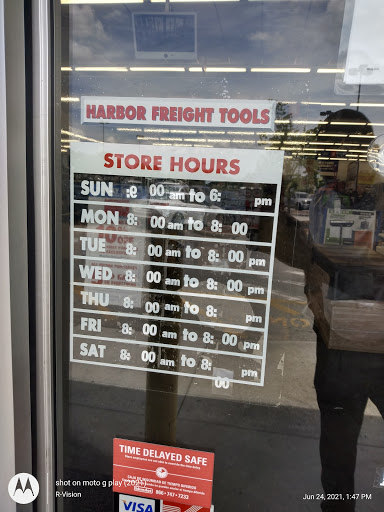 HARBOR FREIGHT TOOLS
STORE HOURS
SUN :9 00 am to 6: pm
MON 8: 00 am to 8: 00
TUE 8: 00 am to 8: 00 pm
WED 8: 00 am to 8: 00 pm
THU 8: 00 am to 8: pm
FRI 8: 00 am to 8: 00 pm
SAT 8: 00 am to 8: pm
00
TIME DELAYED SAFE
VISA
shot on moto g play (2021)
R-Vision
Jun 24, 2021, 1:47 PM